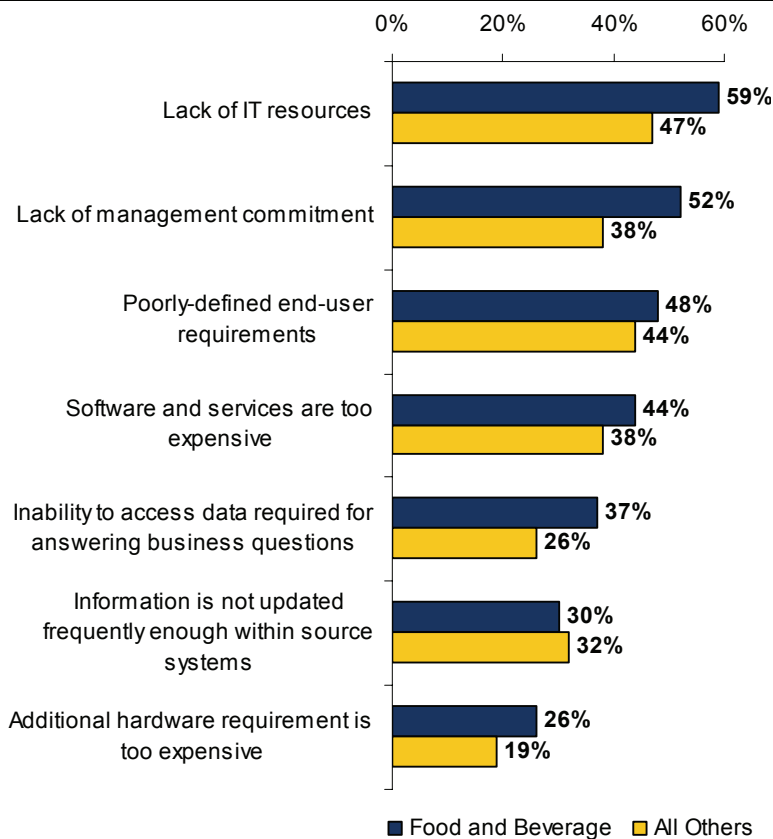 0% 20% 40% 60%
Lack of IT resources
59%
47%
Lack of management commitment
52%
38%
Poorly-defined end-user
requirements
48%
44%
Software and services are too
expensive
44%
38%
Inability to access data required for
answering business questions
37%
26%
Information is not updated
frequently enough within source
systems
30%
32%
Additional hardware requirement is
too expensive
26%
19%
Food and Beverage All Others